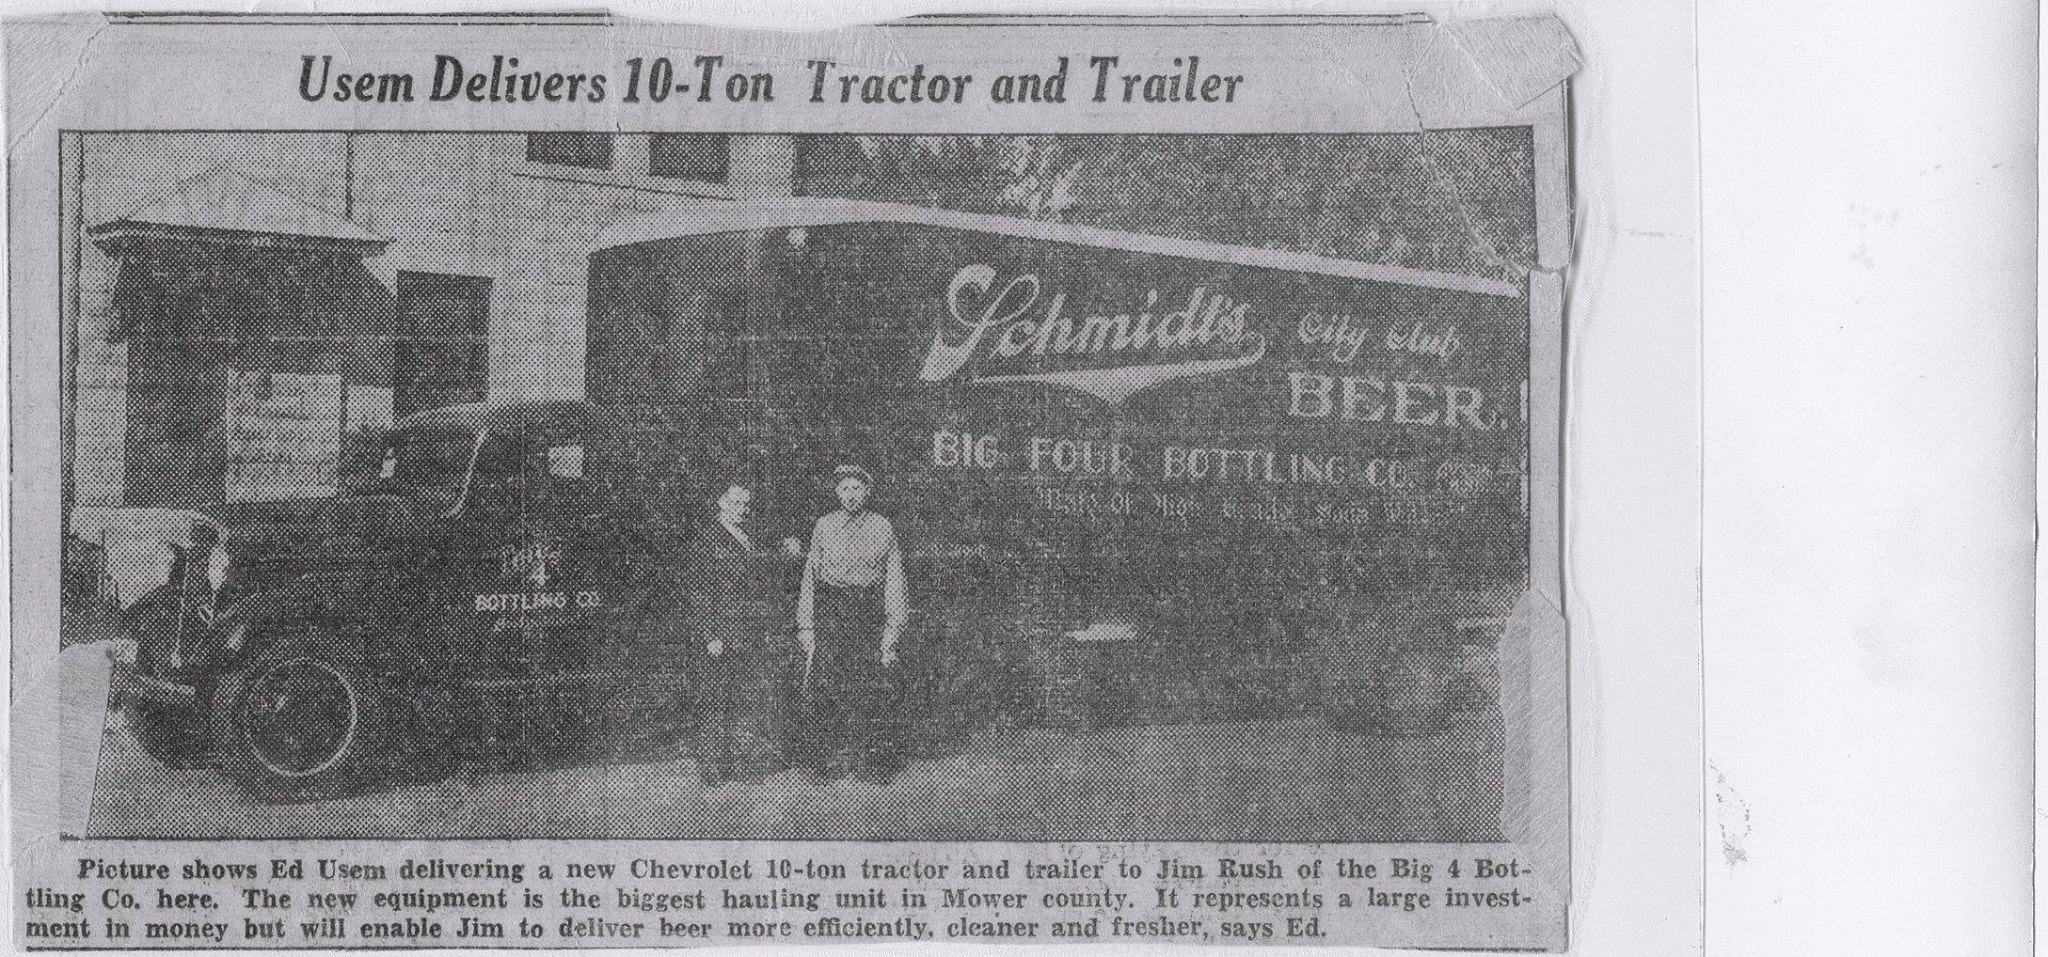 Usem Delivers 10-Ton Tractor and Trailer
Schmidt's City Club
BEER.
BIG FOUR BOTTLING CO.
Of High
4
BOTTLING CO.
Picture shows Ed Usem delivering a new Chevrolet 10-ton tractor and trailer to Jim Rush of the Big 4 Bot-
tling Co. here. The new equipment is the biggest hauling unit in Mower county. It represents a large invest-
ment in money but will enable Jim to deliver beer more efficiently, cleaner and fresher, says Ed.